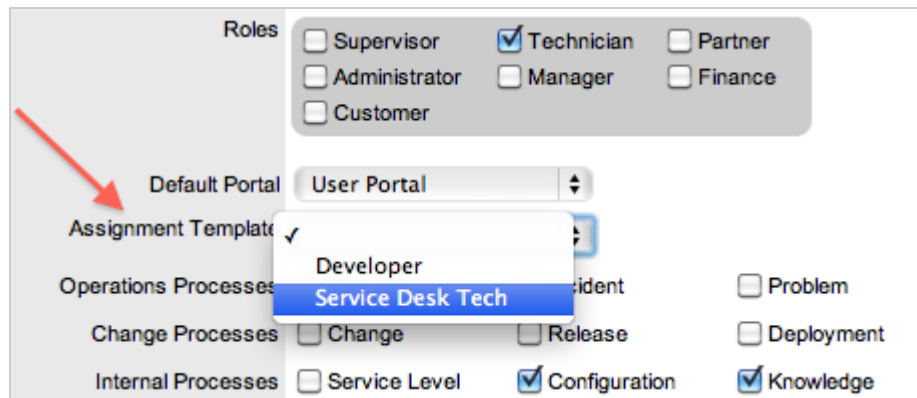 Roles
Supervisor Technician Partner
Administrator Manager Finance
Customer
Default Portal User Portal
Assignment Template
Developer
Operations Processes Service Desk Tech Problem
Change Processes Change Release Deployment
Internal Processes Service Level Configuration Knowledge